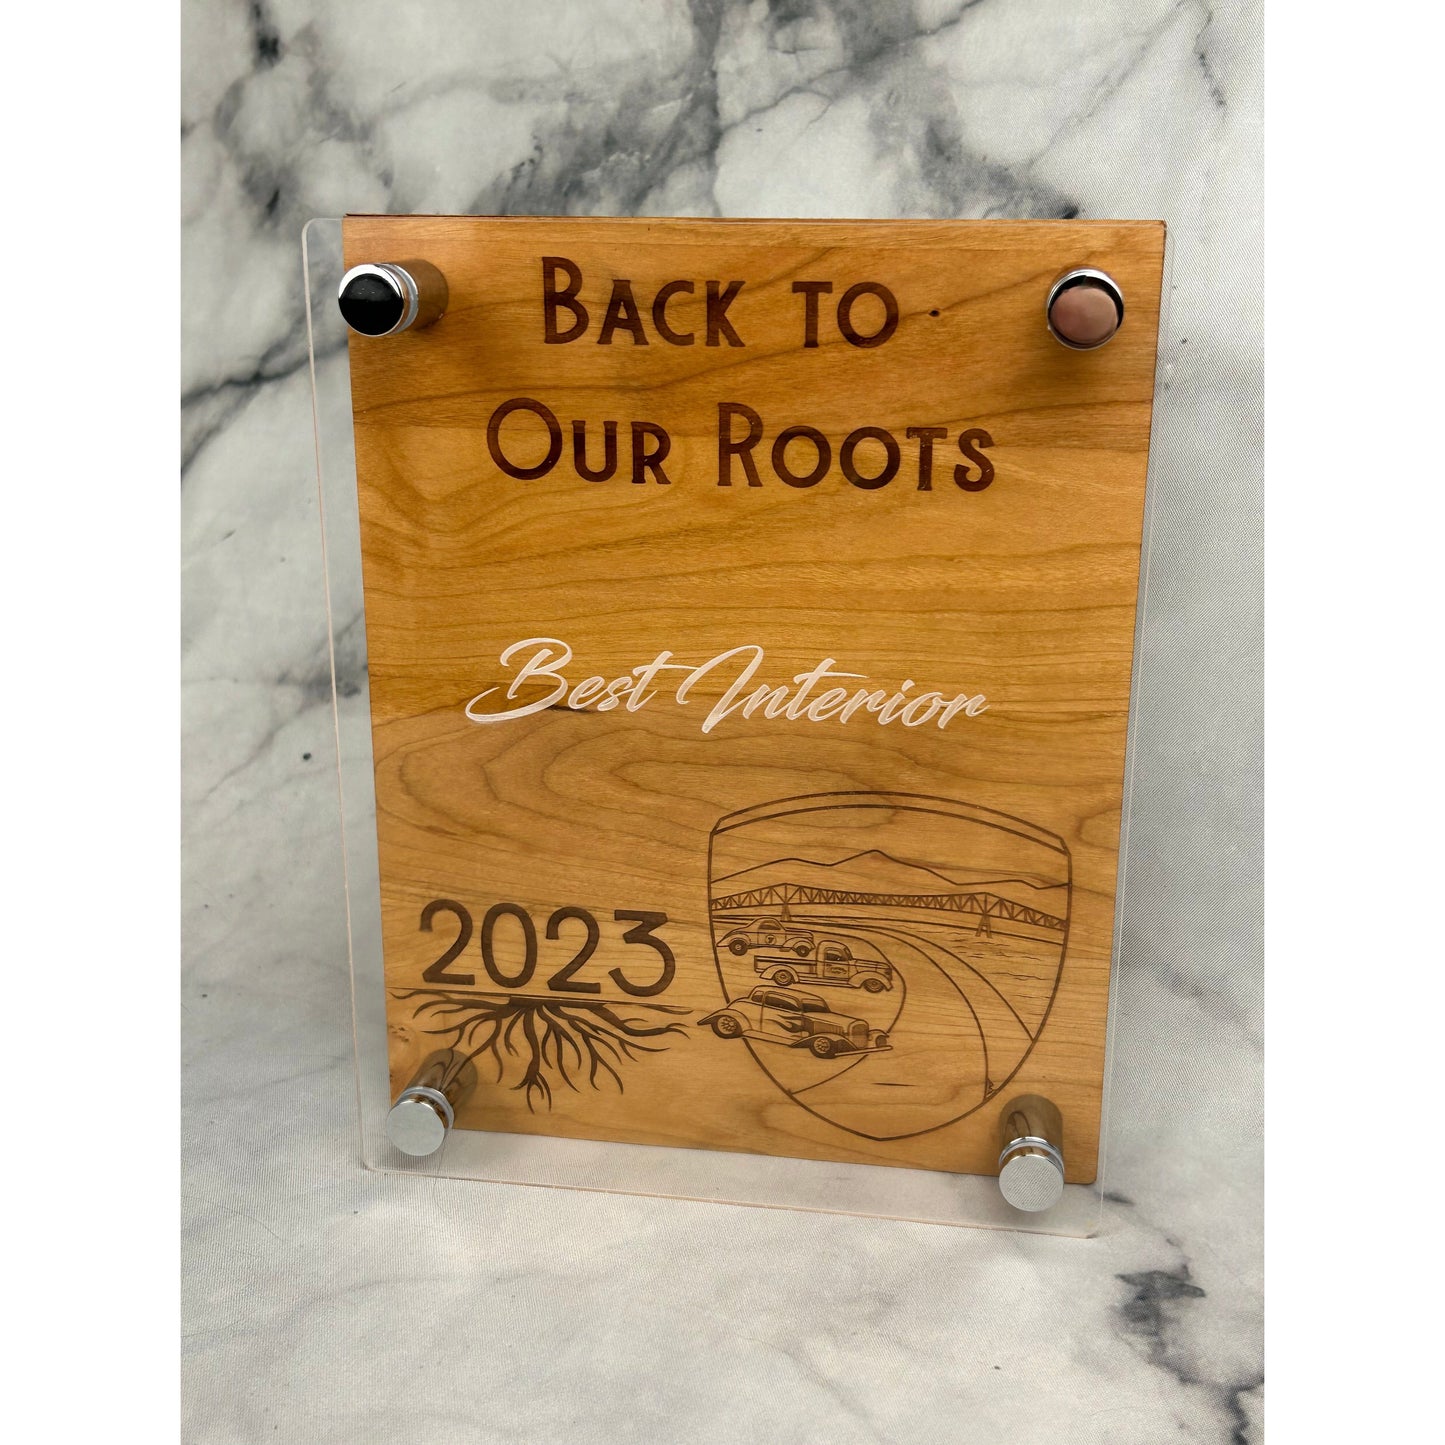 Back to
Our Roots
Best Interior
2023